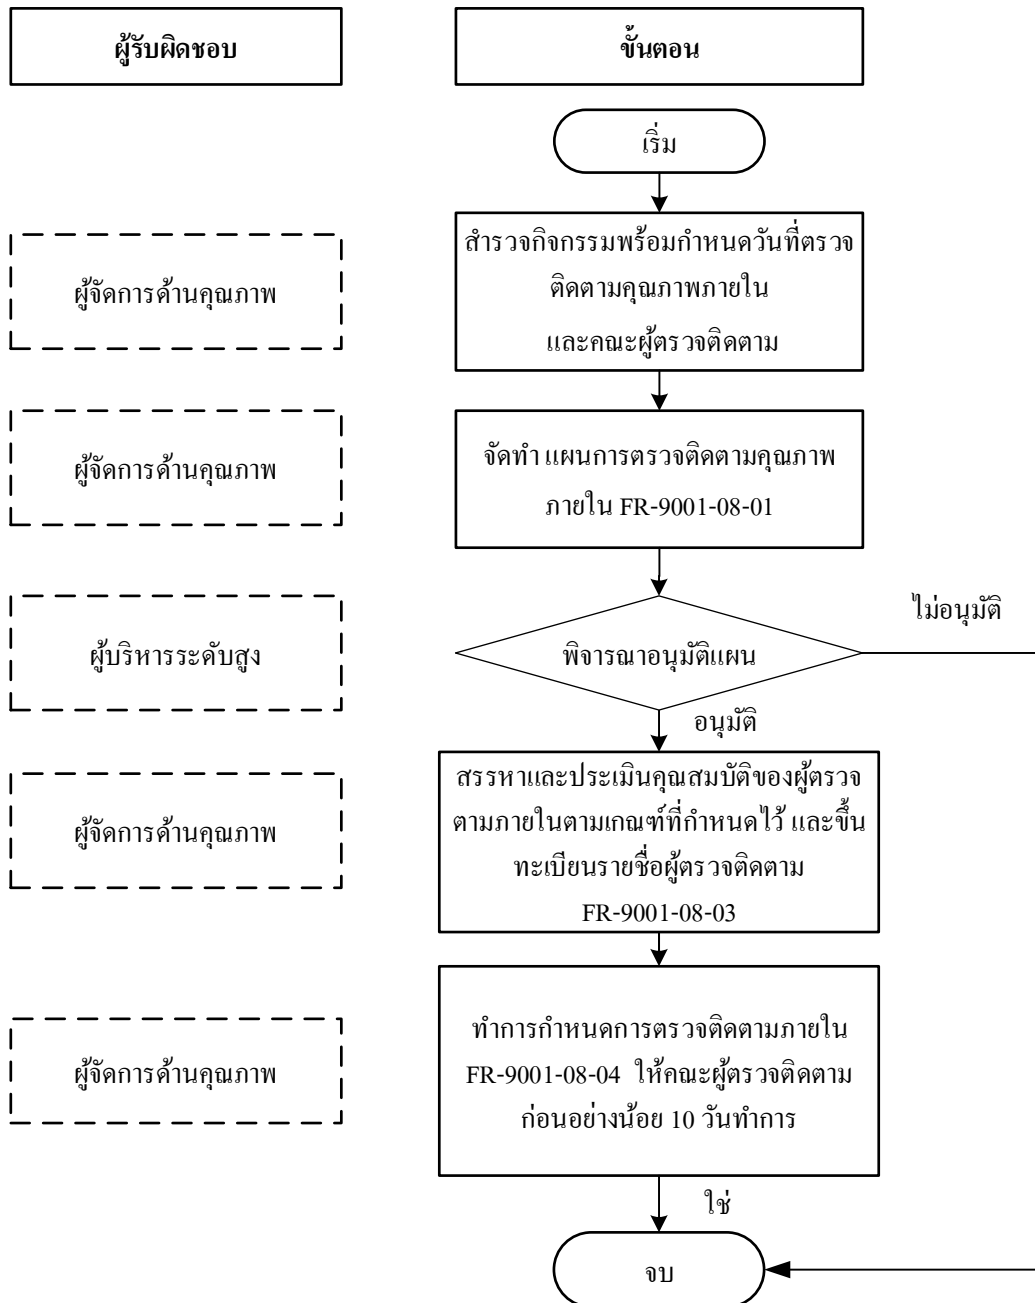 ผู้รับผิดชอบ
ขั้นตอน
เริ่ม
ผู้จัดการด้านคุณภาพ
สำรวจกิจกรรมพร้อมกำหนดวันที่ตรวจ
ติดตามคุณภาพภายใน
และคณะผู้ตรวจติดตาม
ผู้จัดการด้านคุณภาพ
จัดทำ แผนการตรวจติดตามคุณภาพ
ภายใน FR-9001-08-01
ผู้บริหารระดับสูง
พิจารณาอนุมัติแผน
ไม่อนุมัติ
อนุมัติ
ผู้จัดการด้านคุณภาพ
สรรหาและประเมินคุณสมบัติของผู้ตรวจ
ตามภายในตามเกณฑ์ที่กำหนดไว้ และขึ้น
ทะเบียนรายชื่อผู้ตรวจติดตาม
FR-9001-08-03
ผู้จัดการด้านคุณภาพ
ทำการกำหนดการตรวจติดตามภายใน
FR-9001-08-04 ให้คณะผู้ตรวจติดตาม
ก่อนอย่างน้อย 10 วันทำการ
ใช่
จบ